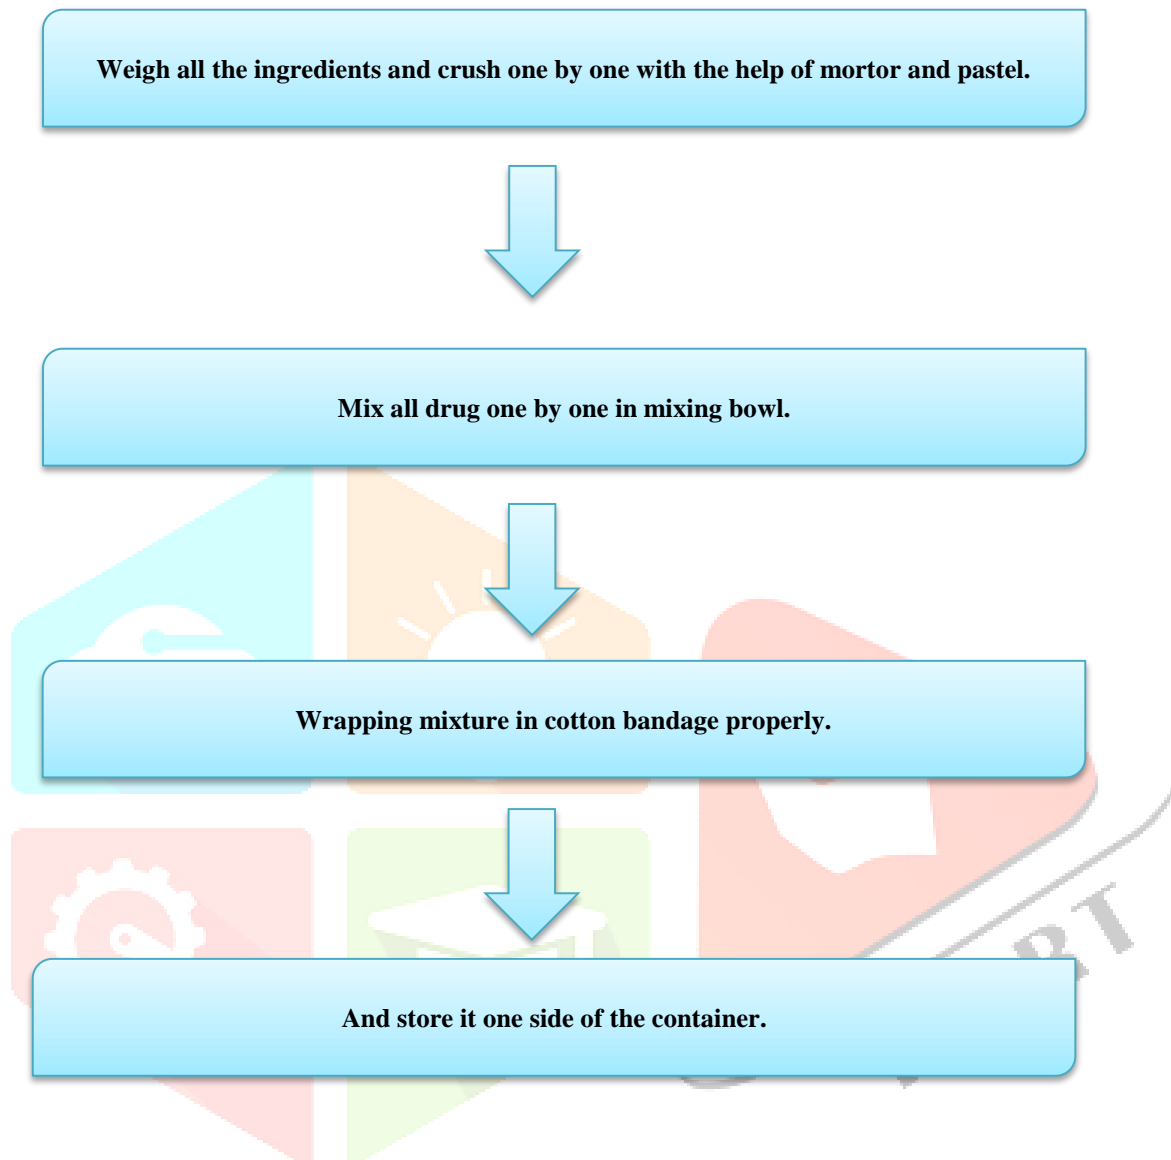 Weigh all the ingredients and crush one by one with the help of mortor and pastel.
Mix all drug one by one in mixing bowl.
Wrapping mixture in cotton bandage properly.
And store it one side of the container.